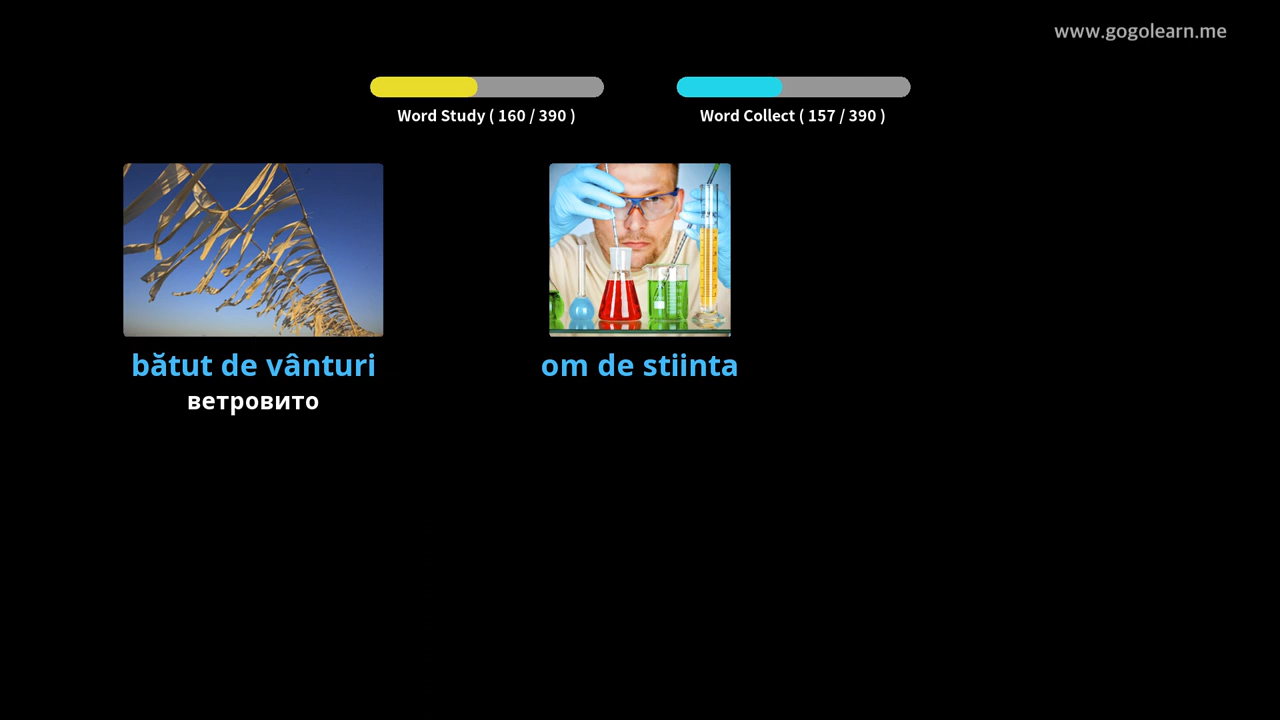 www.gogolearn.me
Word Study ( 160 / 390 )
Word Collect ( 157 / 390 )
bătut de vânturi
ветровито
om de stiinta